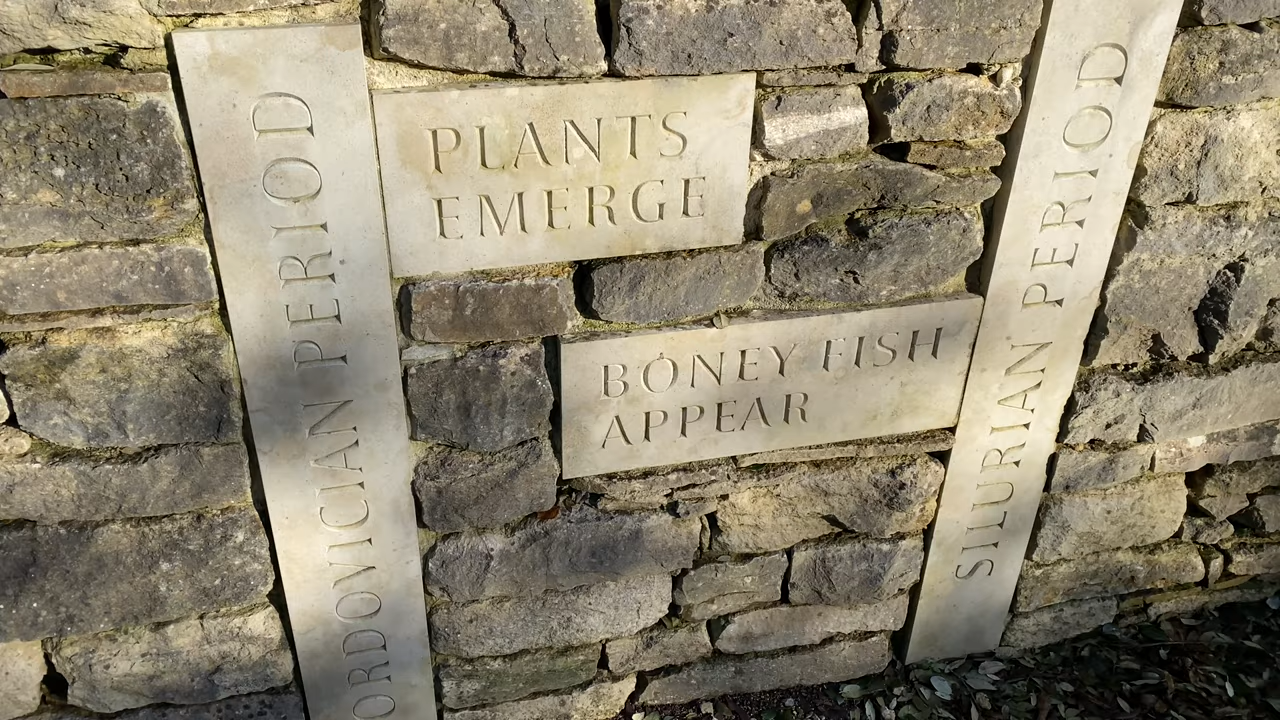 ORDOVICIAN PERIOD
PLANTS
EMERGE
BONEY FISH
APPEAR
SILURIAN PERIOD